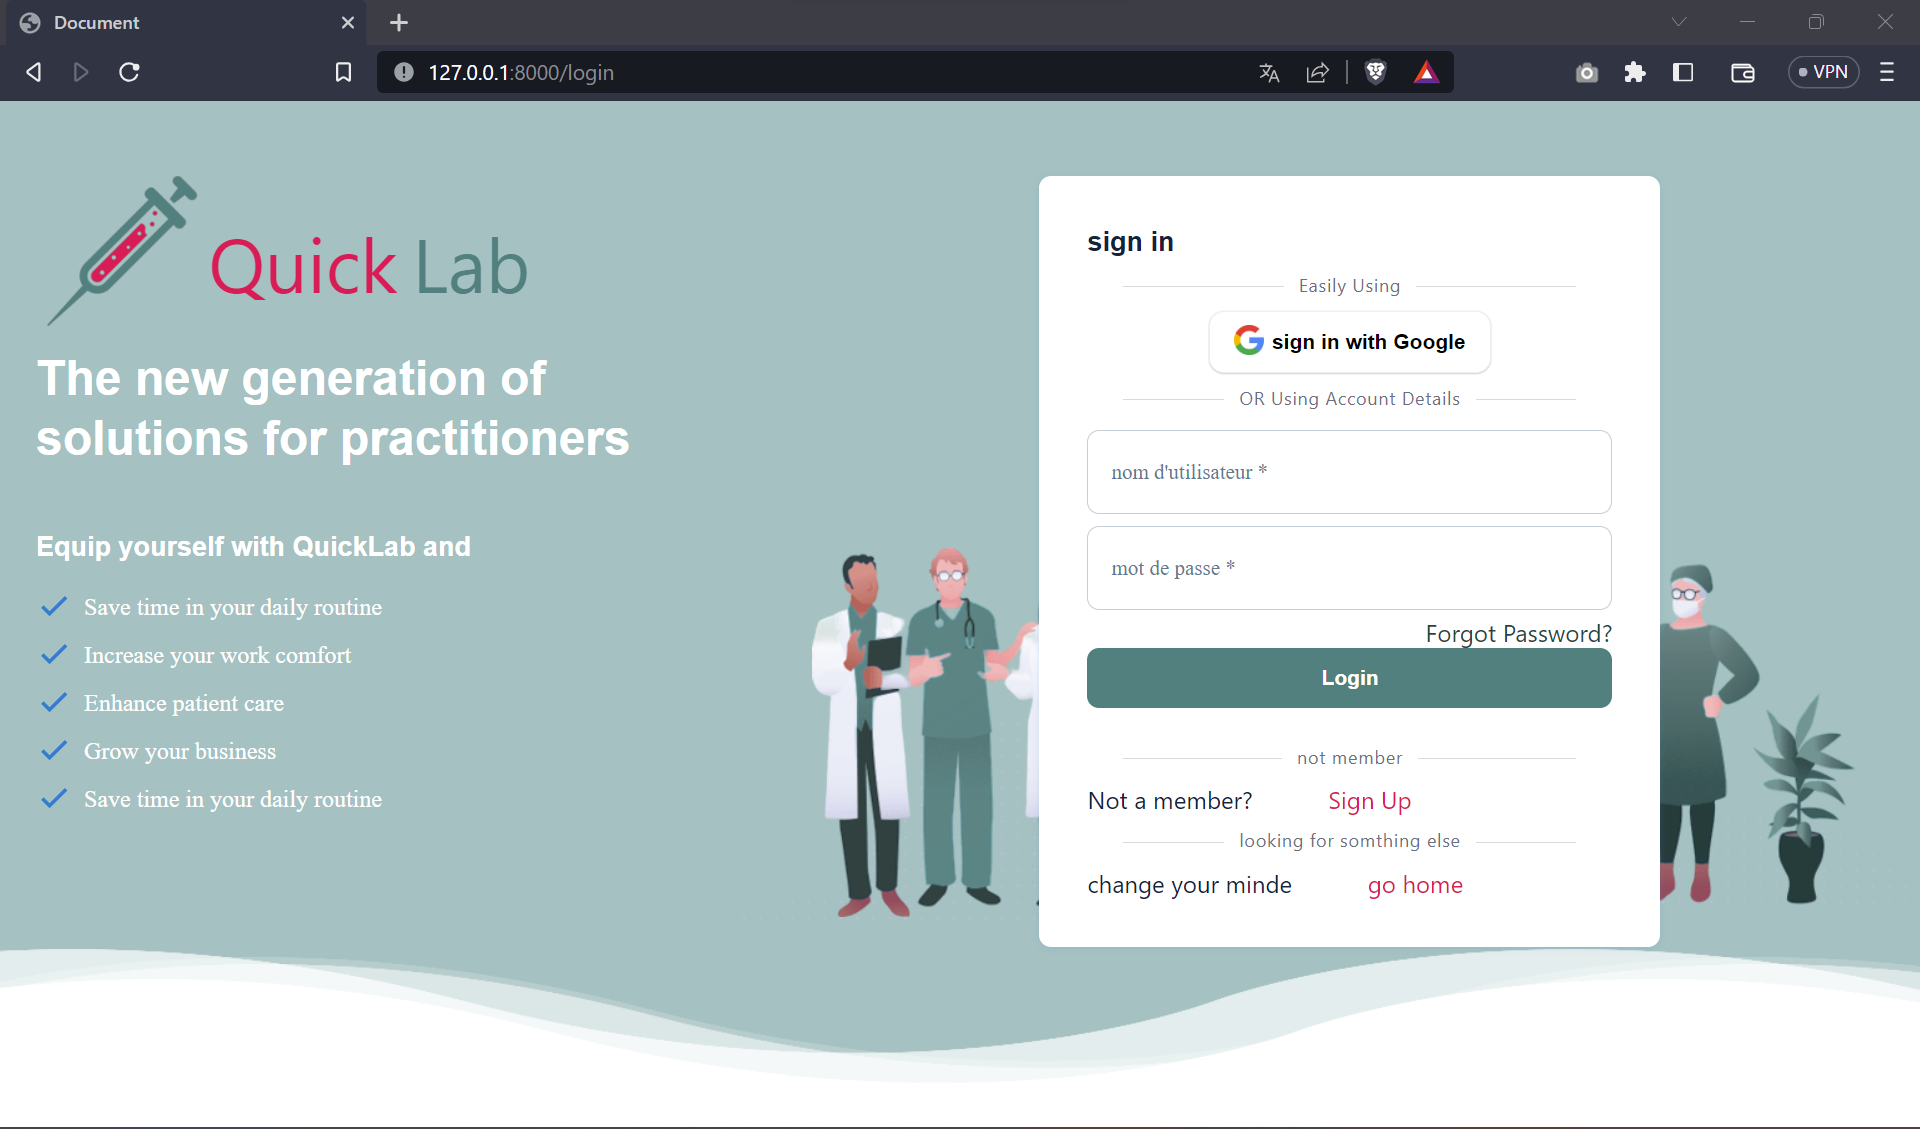 Document
127.0.0.1:8000/login
VPN
Quick Lab
The new generation of
solutions for practitioners
Equip yourself with QuickLab and
Save time in your daily routine
Increase your work comfort
Enhance patient care
Grow your business
Save time in your daily routine
sign in
Easily Using
sign in with Google
OR Using Account Details
nom d'utilisateur *
mot de passe *
Forgot Password?
Login
not member
Not a member? Sign Up
looking for somthing else
change your minde go home